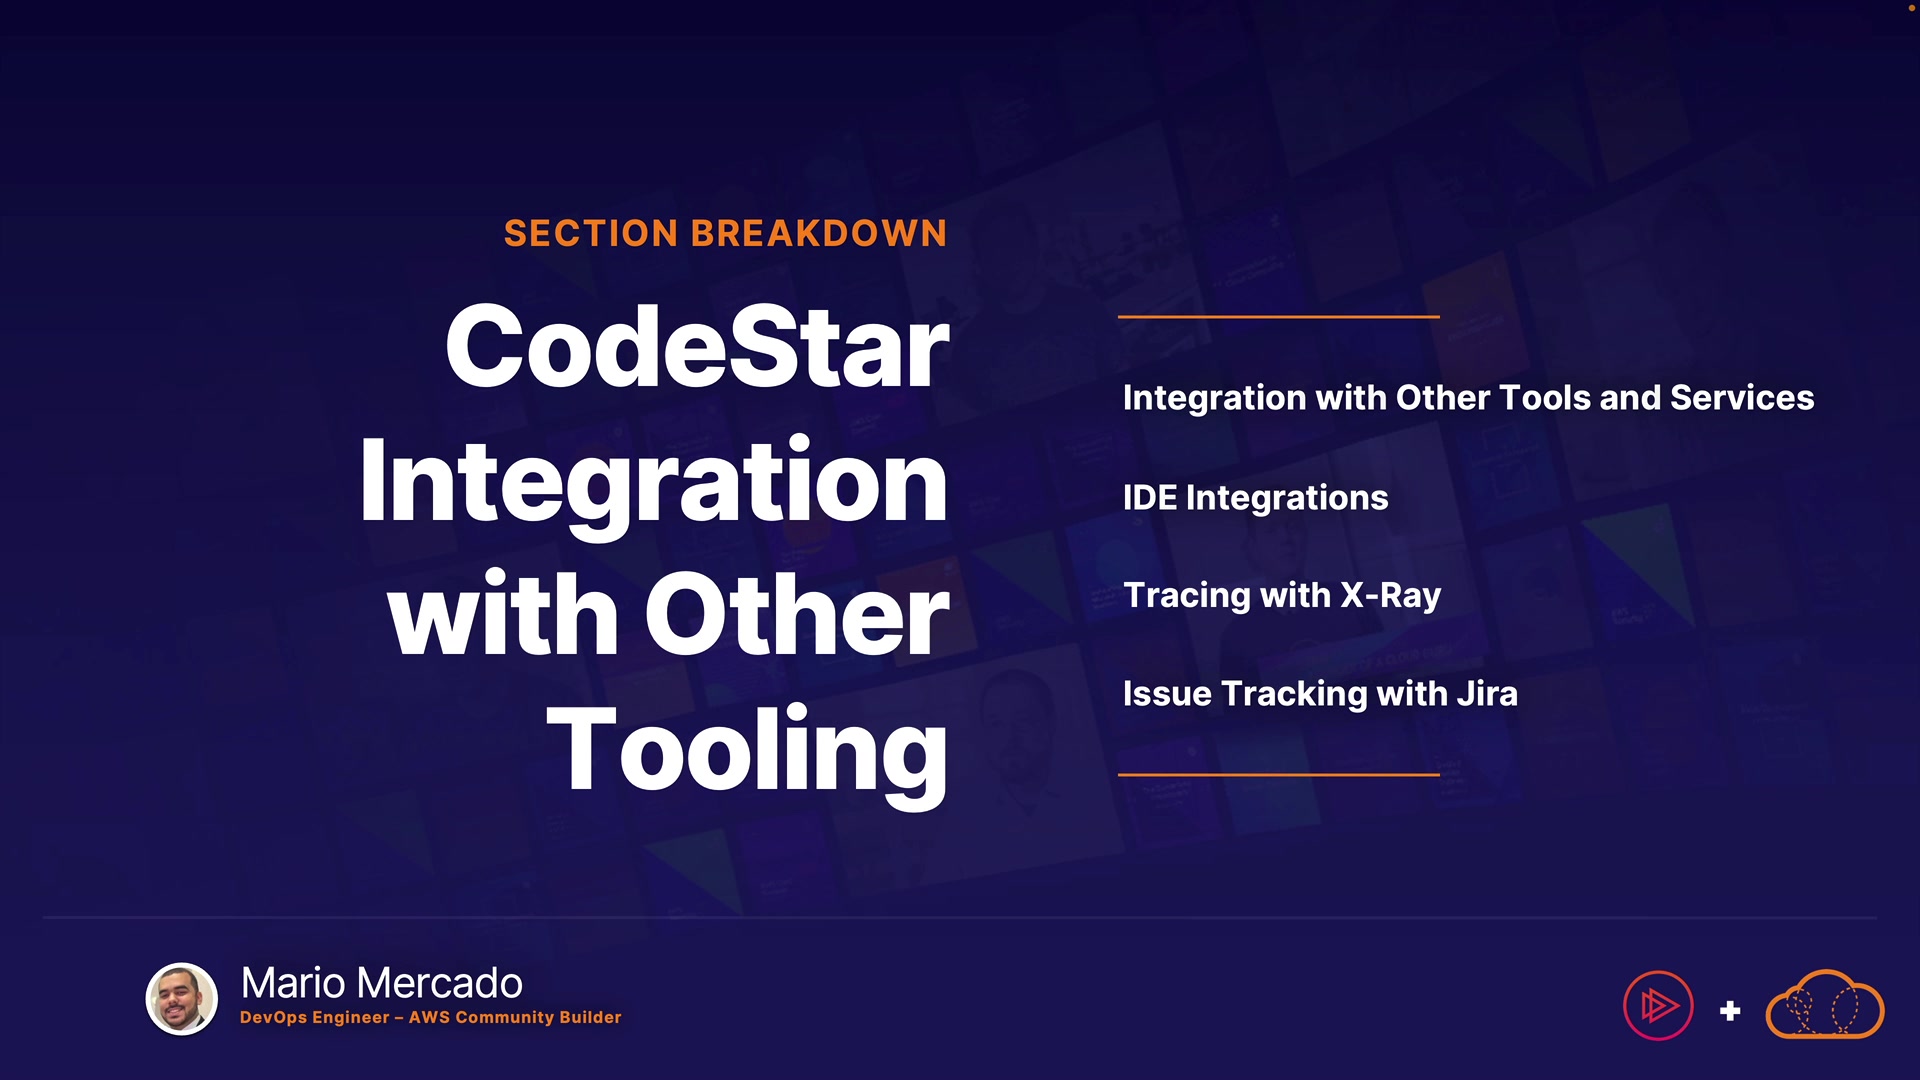 SECTION BREAKDOWN
CodeStar
Integration
with Other
Tooling
Integration with Other Tools and Services
IDE Integrations
Tracing with X-Ray
Issue Tracking with Jira
Mario Mercado
DevOps Engineer – AWS Community Builder